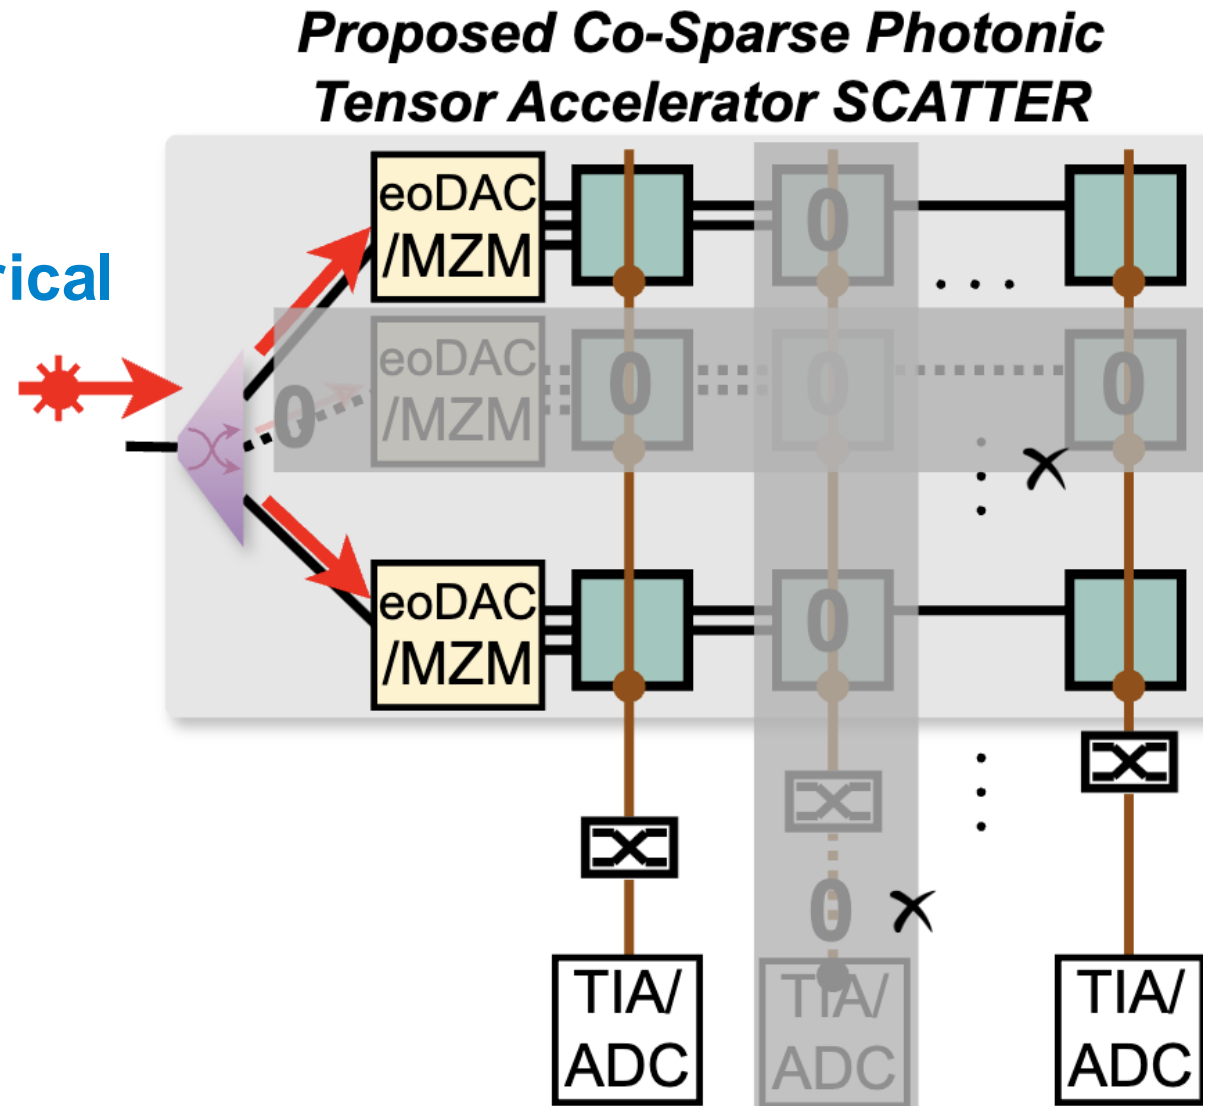 Proposed Co-Sparse Photonic
Tensor Accelerator SCATTER
eoDAC
/MZM
0
rical
. . .
0
eoDAC
/MZM
0
0
0
eoDAC
/MZM
0
0
TIA/
ADC
TIA/
ADC
TIA/
ADC